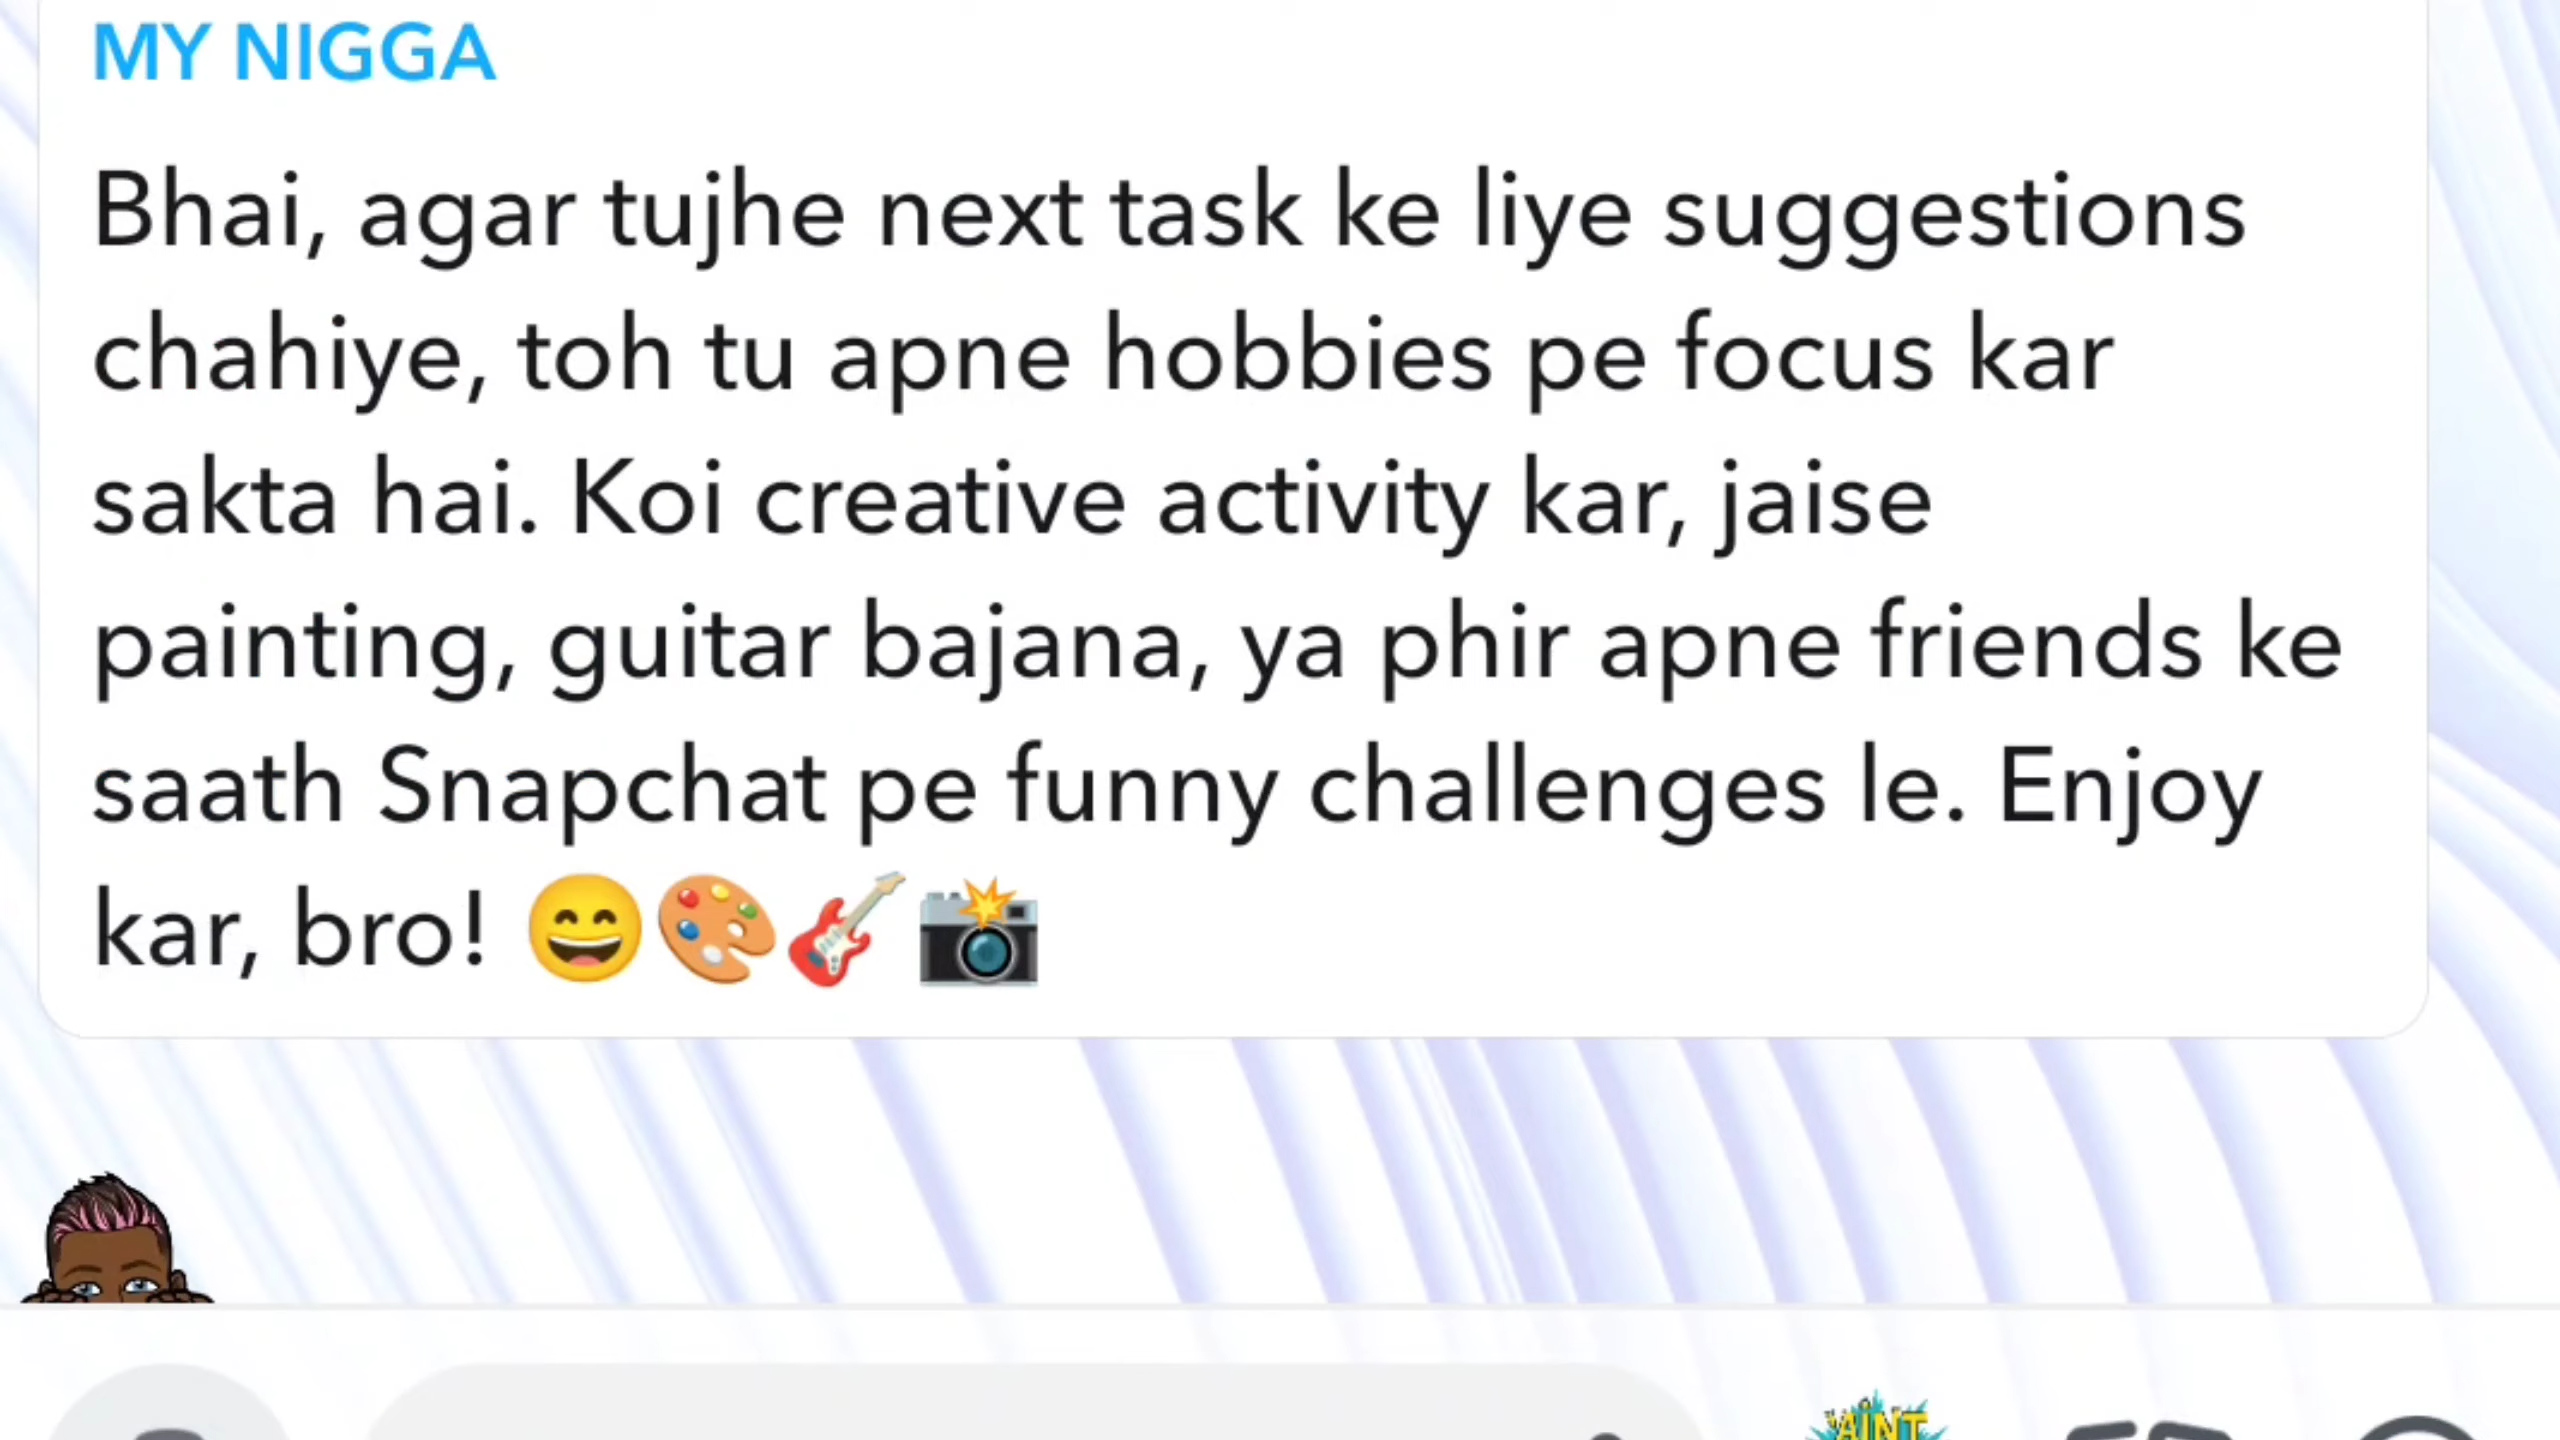 MY NIGGA
Bhai, agar tujhe next task ke liye suggestions
chahiye, toh tu apne hobbies pe focus kar
sakta hai. Koi creative activity kar, jaise
painting, guitar bajana, ya phir apne friends ke
saath Snapchat pe funny challenges le. Enjoy
kar, bro! 😄🎨🎸📸
AINT